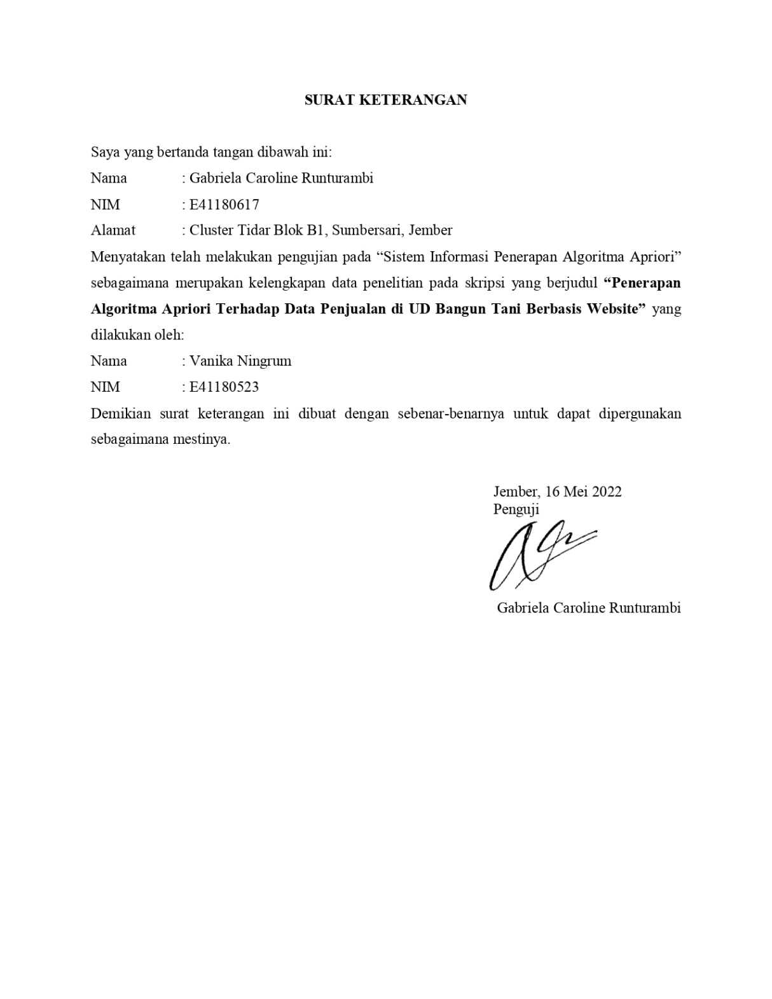 SURAT KETERANGAN
Saya yang bertanda tangan dibawah ini:
Nama : Gabriela Caroline Runturambi
NIM : E41180617
Alamat : Cluster Tidar Blok B1, Sumbersari, Jember
Menyatakan telah melakukan pengujian pada “Sistem Informasi Penerapan Algoritma Apriori”
sebagaimana merupakan kelengkapan data penelitian pada skripsi yang berjudul “Penerapan
Algoritma Apriori Terhadap Data Penjualan di UD Bangun Tani Berbasis Website” yang
dilakukan oleh:
Nama : Vanika Ningrum
NIM : E41180523
Demikian surat keterangan ini dibuat dengan sebenar-benarnya untuk dapat dipergunakan
sebagaimana mestinya.
Jember, 16 Mei 2022
Penguji
Gabriela Caroline Runturambi